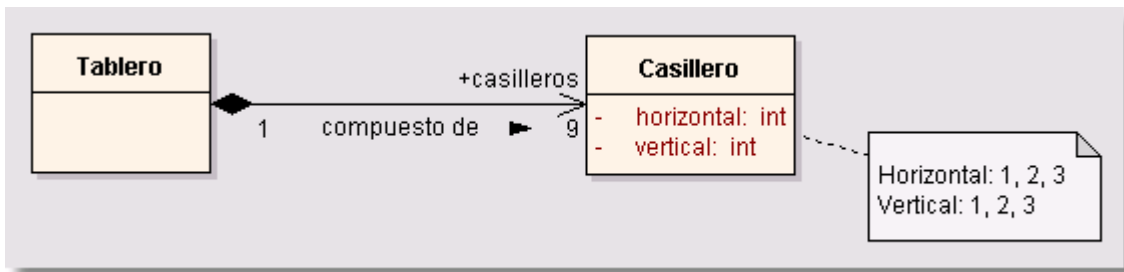 Tablero
+casilleros
1 compuesto de 9
Casillero
- horizontal: int
- vertical: int
Horizontal: 1, 2, 3
Vertical: 1, 2, 3